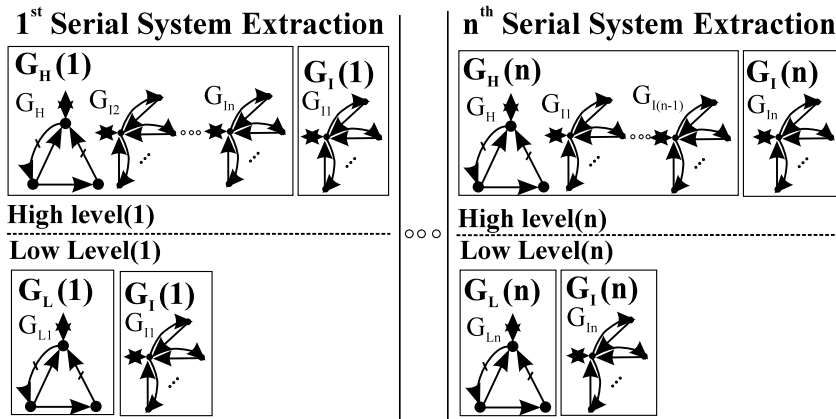 1st Serial System Extraction
GH(1)
GI(1)
GH
GI2
GIn
GI1
High level(1)
Low Level(1)
GL(1)
GI(1)
GL1
GI1
nth Serial System Extraction
GH(n)
GI(n)
GH
GI1
GI(n-1)
GIn
High level(n)
Low Level(n)
GL(n)
GI(n)
GLn
GIn